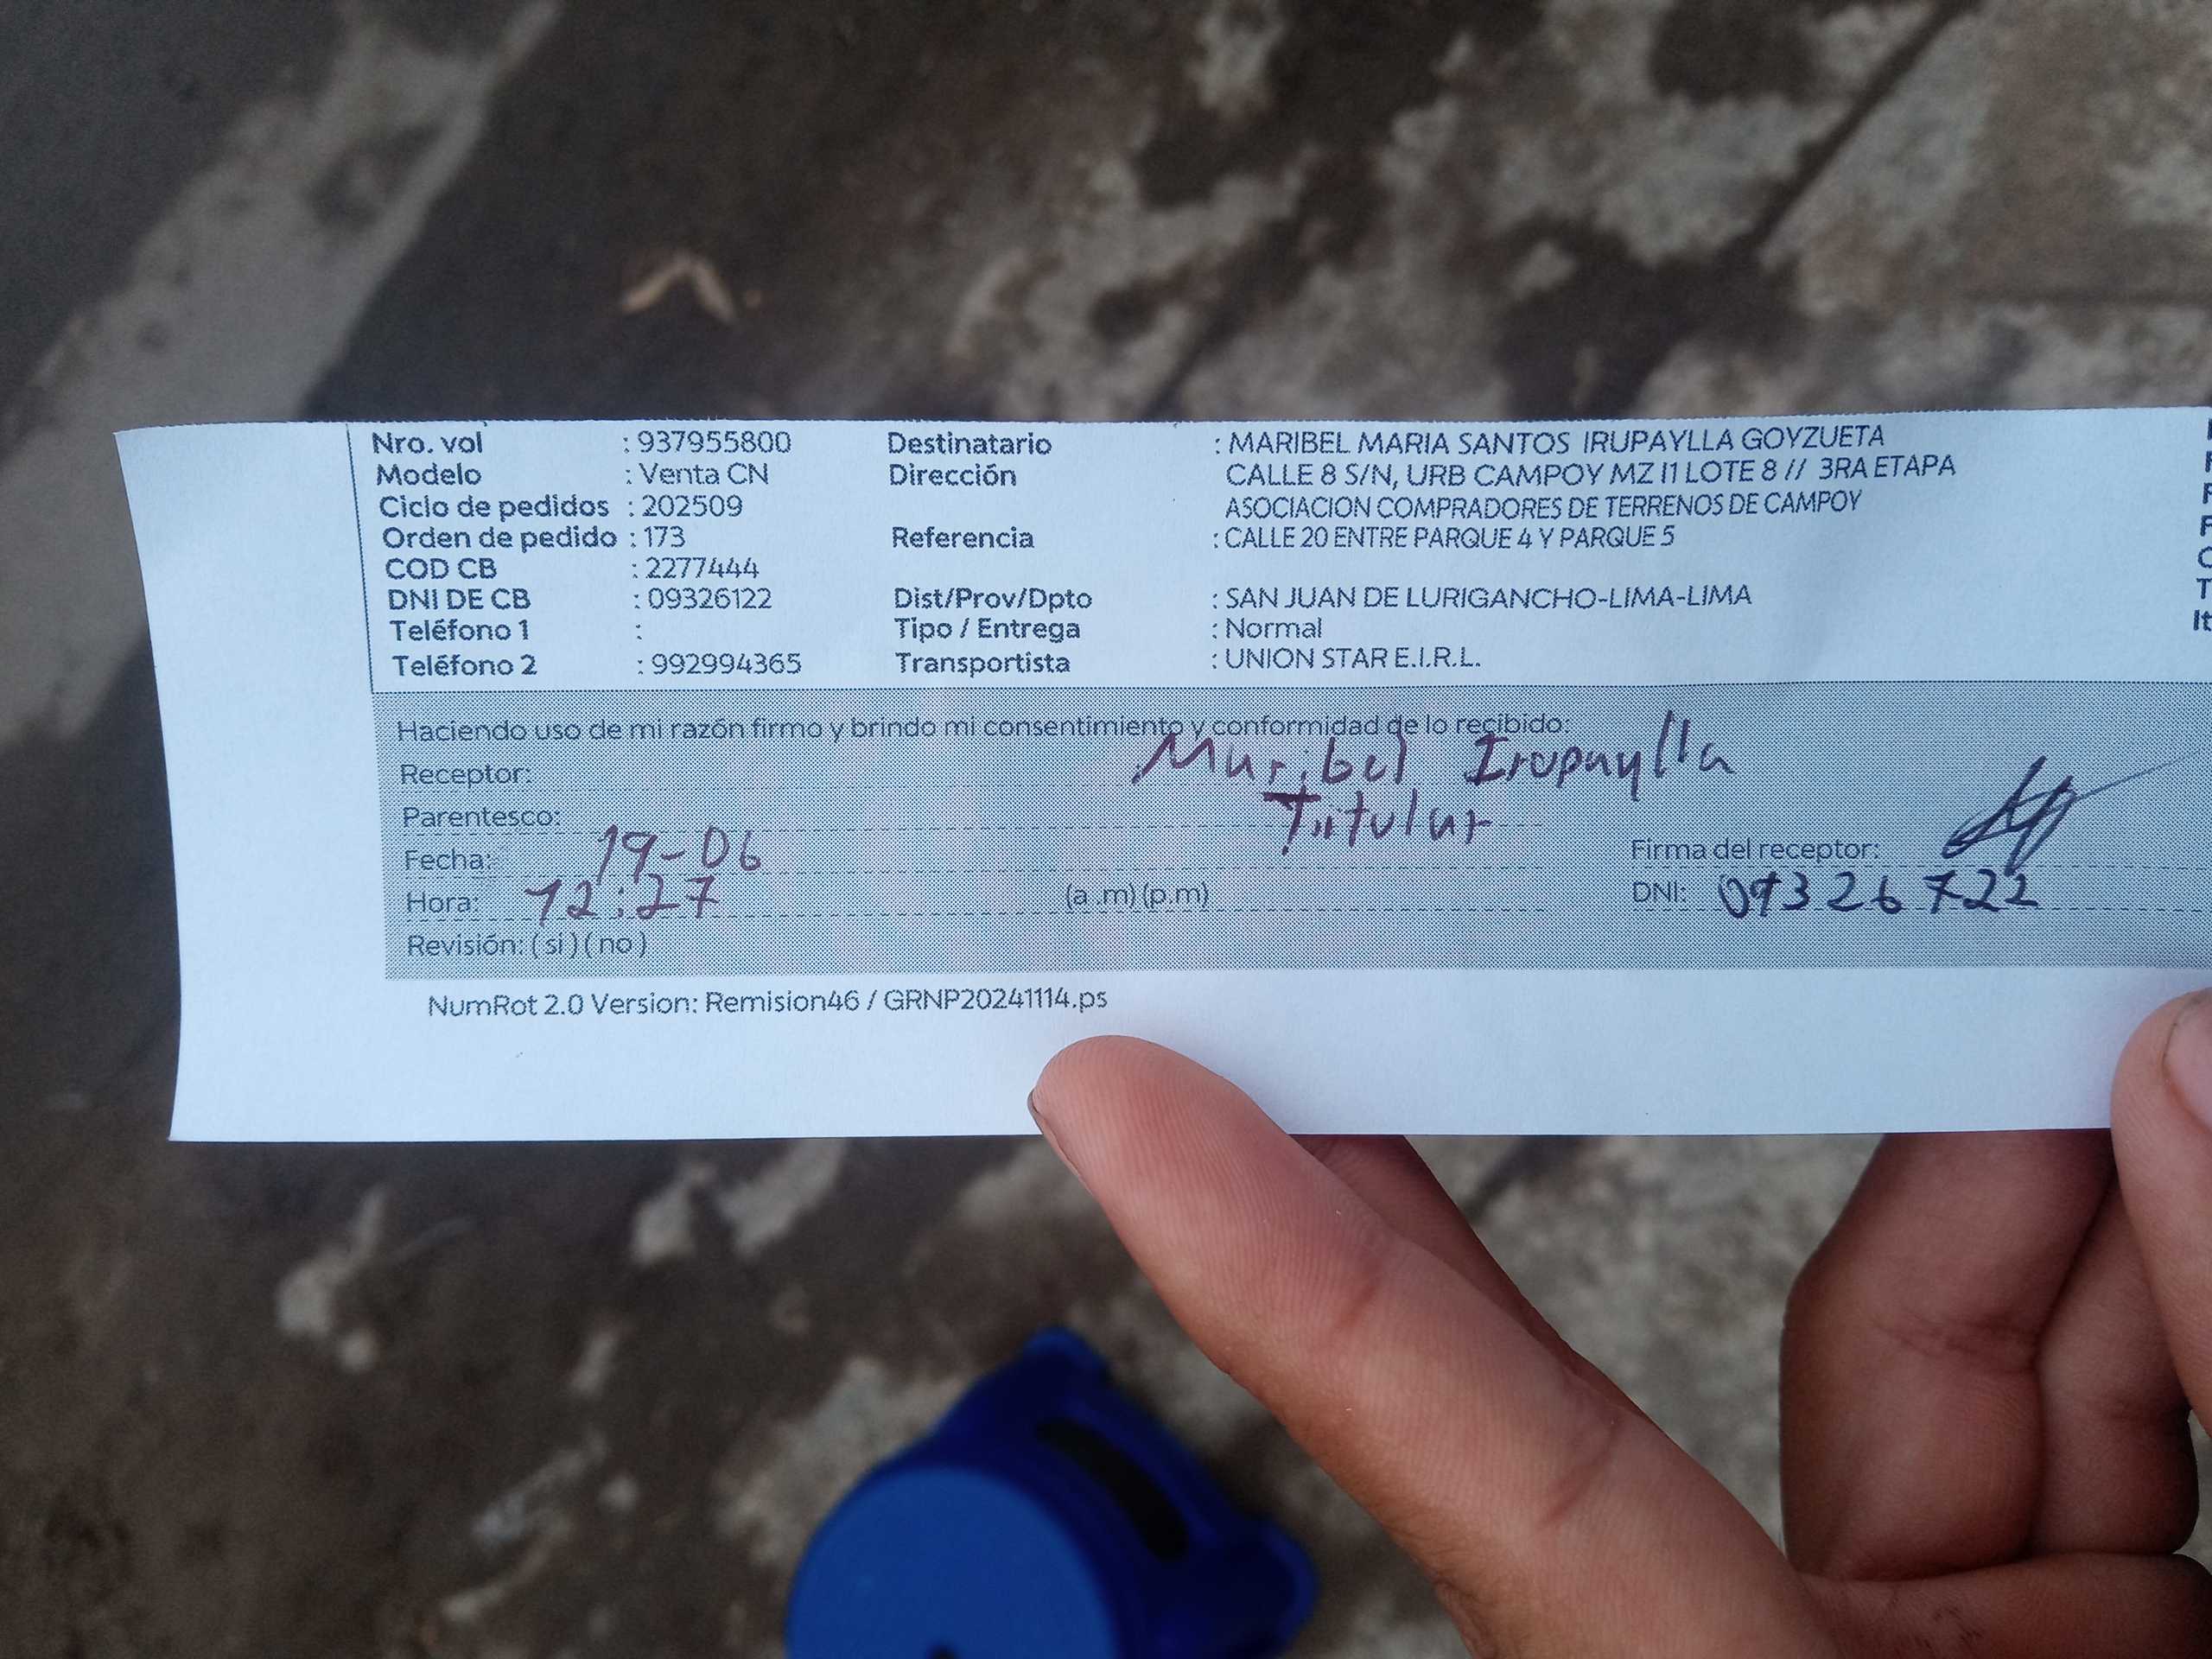 Nro. vol : 937955800 Destinatario : MARIBEL MARIA SANTOS IRUPAYLLA GOYZUETA
Modelo : Venta CN Dirección CALLE 8 S/N, URB CAMPOY MZ I1 LOTE 8 // 3RA ETAPA
Ciclo de pedidos : 202509 ASOCIACION COMPRADORES DE TERRENOS DE CAMPOY
Orden de pedido : 173 Referencia : CALLE 20 ENTRE PARQUE 4 Y PARQUE 5
COD CB : 2277444
DNI DE CB : 09326122 Dist/Prov/Dpto : SAN JUAN DE LURIGANCHO-LIMA-LIMA
Teléfono 1 : Tipo / Entrega : Normal
Teléfono 2 : 992994365 Transportista : UNION STAR E.I.R.L.
Haciendo uso de mi razón firmo y brindo mi consentimiento y conformidad de lo recibido:
Receptor: Maribel Irupaylla
Parentesco: Titular
Fecha: 19-06 Firma del receptor:
Hora: 12:27 (a .m) (p.m) DNI: 09326122
Revisión: ( si ) ( no )
NumRot 2.0 Version: Remision46 / GRNP20241114.ps